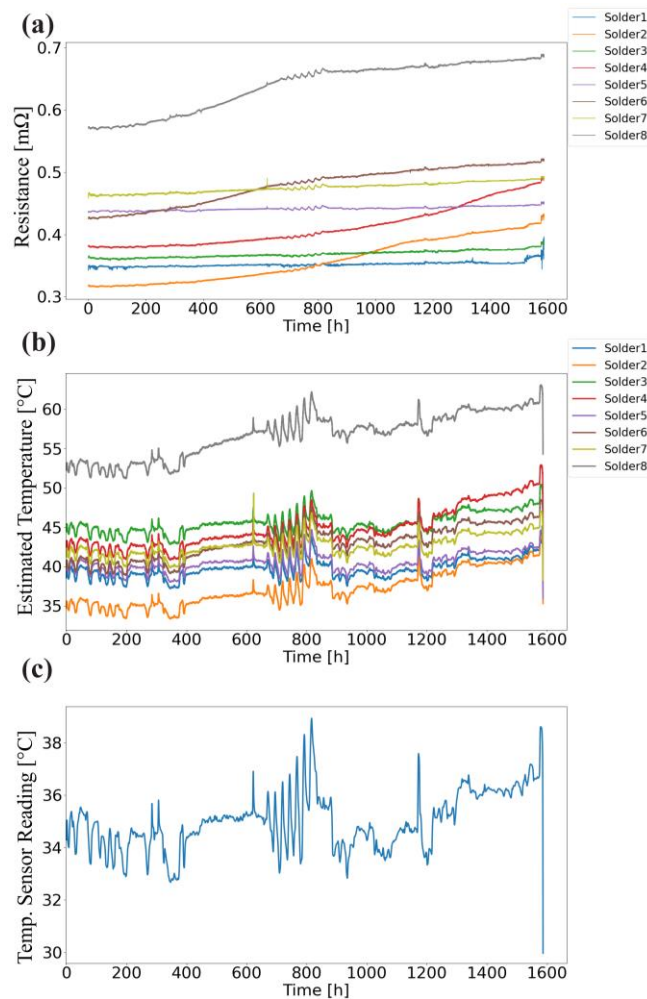 (a)
0.7
0.6
0.5
0.4
0.3
Resistance [mΩ]
0 200 400 600 800 1000 1200 1400 1600
Time [h]
Solder1
Solder2
Solder3
Solder4
Solder5
Solder6
Solder7
Solder8
(b)
60
55
50
45
40
35
Estimated Temperature [°C]
0 200 400 600 800 1000 1200 1400 1600
Time [h]
Solder1
Solder2
Solder3
Solder4
Solder5
Solder6
Solder7
Solder8
(c)
38
36
34
32
30
Temp. Sensor Reading [°C]
0 200 400 600 800 1000 1200 1400 1600
Time [h]